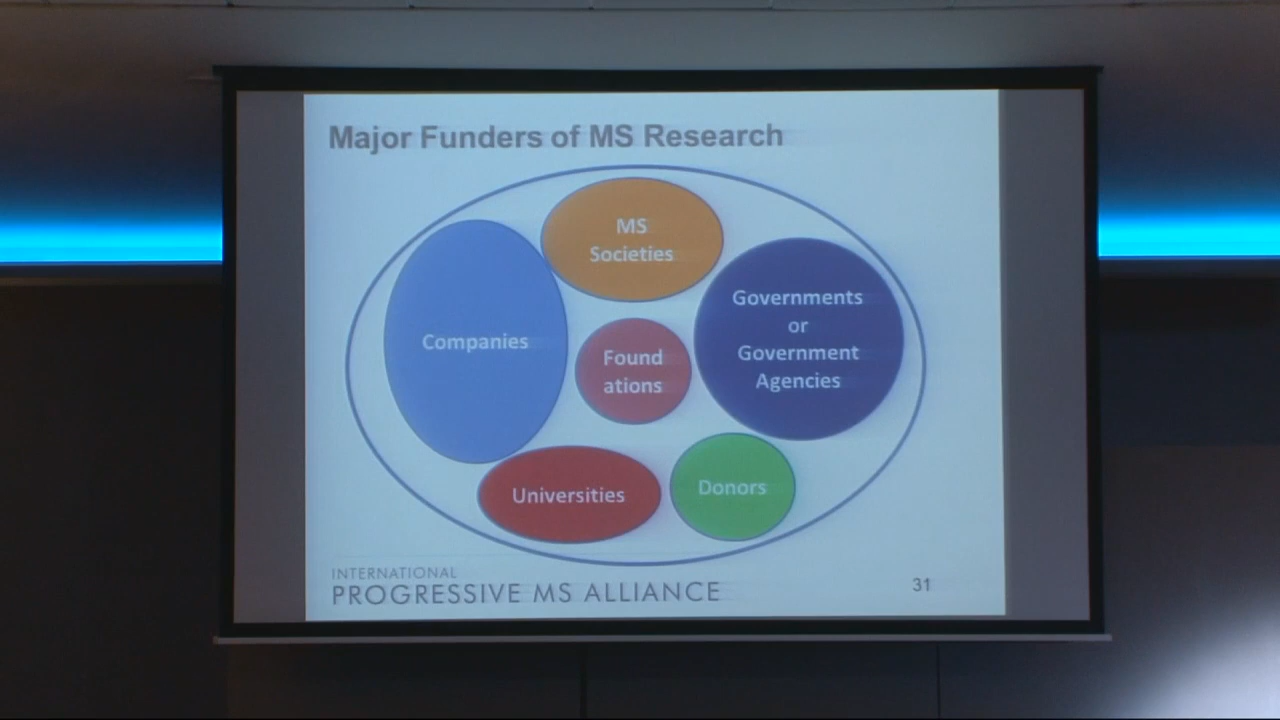 Major Funders of MS Research
MS
Societies
Companies
Governments
or
Government
Agencies
Found
ations
Universities
Donors
INTERNATIONAL
PROGRESSIVE MS ALLIANCE
31